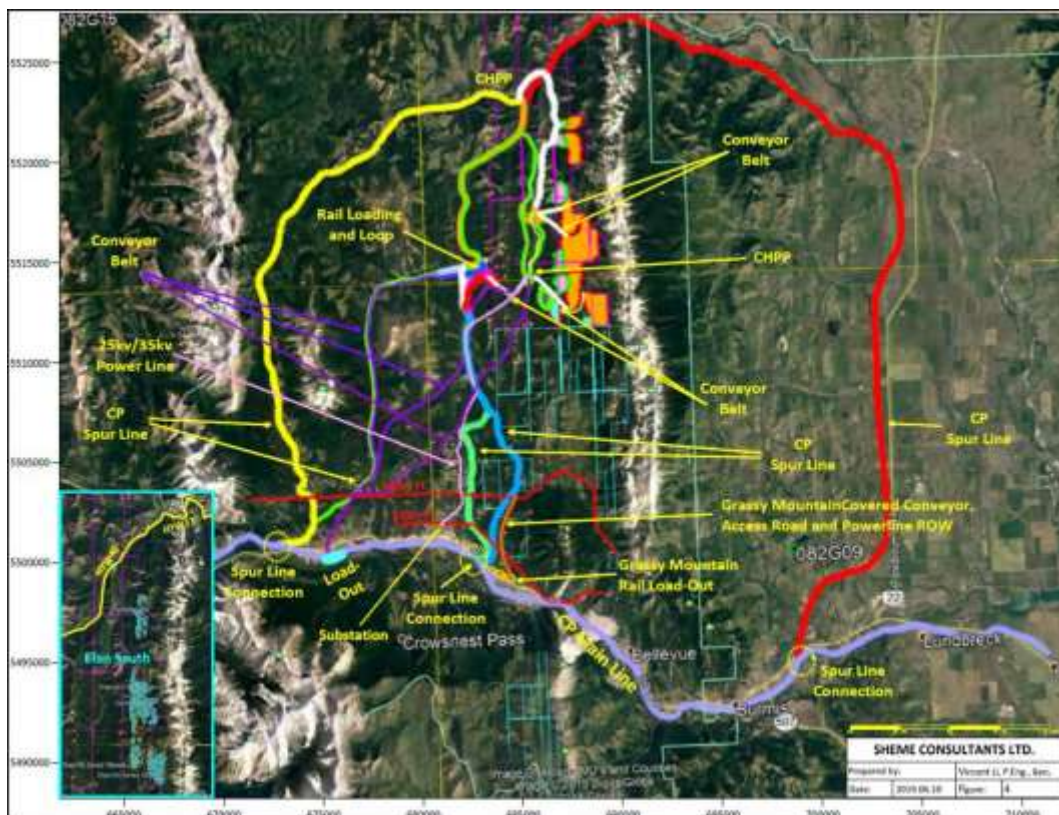 082G15
5525000
CHPP
5520000
Conveyor
Belt
Rail Loading
and Loop
Conveyor
Belt
CHPP
5515000
25kv/35kv
Power Line
5510000
Conveyor
Belt
CP
Spur Line
CP
Spur Line
CP
Spur Line
5505000
Grassy MountainCovered Conveyor,
Access Road and Powerline ROW
082G09
5500000
Spur Line
Connection
Load-
Out
Spur Line
Connection
Grassy Mountain
Rail Load-Out
22
Substation
Crowsnest Pass
CP Main Line
Bellevue
Lundbreck
Elan South
5495000
Spur Line
Connection
Burmis
5490000
SHEME CONSULTANTS LTD.
Prepared by:
Vincent Li, P.Eng., Geo.
Date:
2019.06.10
Figure:
4
665000
670000
675000
680000
685000
690000
695000
700000
705000
710000